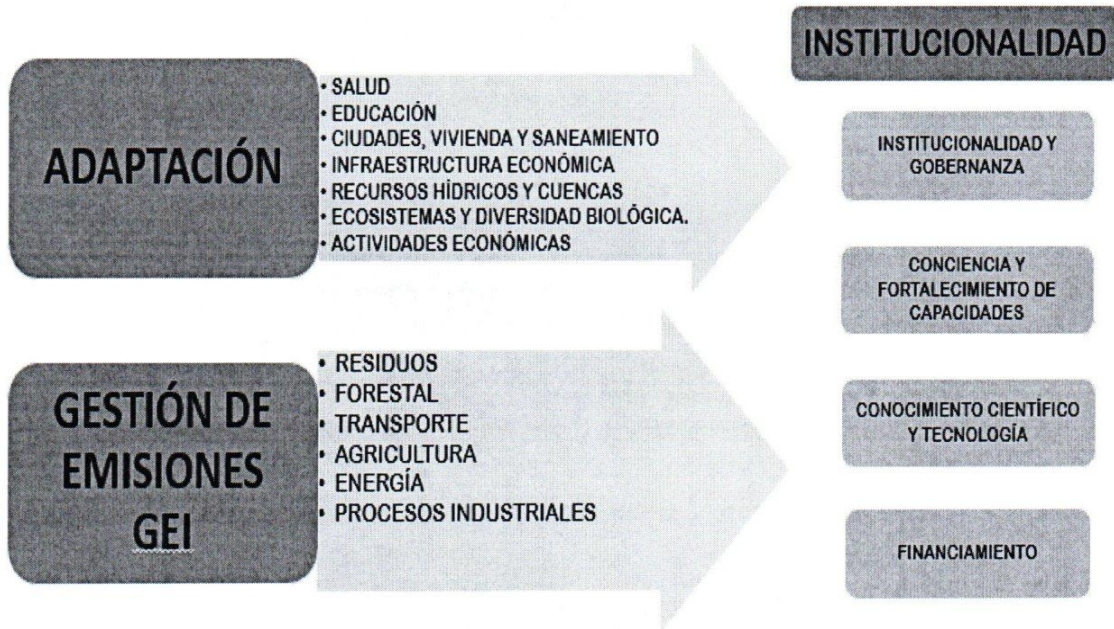 ADAPTACIÓN
• SALUD
• EDUCACIÓN
• CIUDADES, VIVIENDA Y SANEAMIENTO
• INFRAESTRUCTURA ECONÓMICA
• RECURSOS HÍDRICOS Y CUENCAS
• ECOSISTEMAS Y DIVERSIDAD BIOLÓGICA.
• ACTIVIDADES ECONÓMICAS
GESTIÓN DE
EMISIONES
GEI
• RESIDUOS
• FORESTAL
• TRANSPORTE
• AGRICULTURA
• ENERGÍA
• PROCESOS INDUSTRIALES
INSTITUCIONALIDAD
INSTITUCIONALIDAD Y
GOBERNANZA
CONCIENCIA Y
FORTALECIMIENTO DE
CAPACIDADES
CONOCIMIENTO CIENTÍFICO
Y TECNOLOGÍA
FINANCIAMIENTO